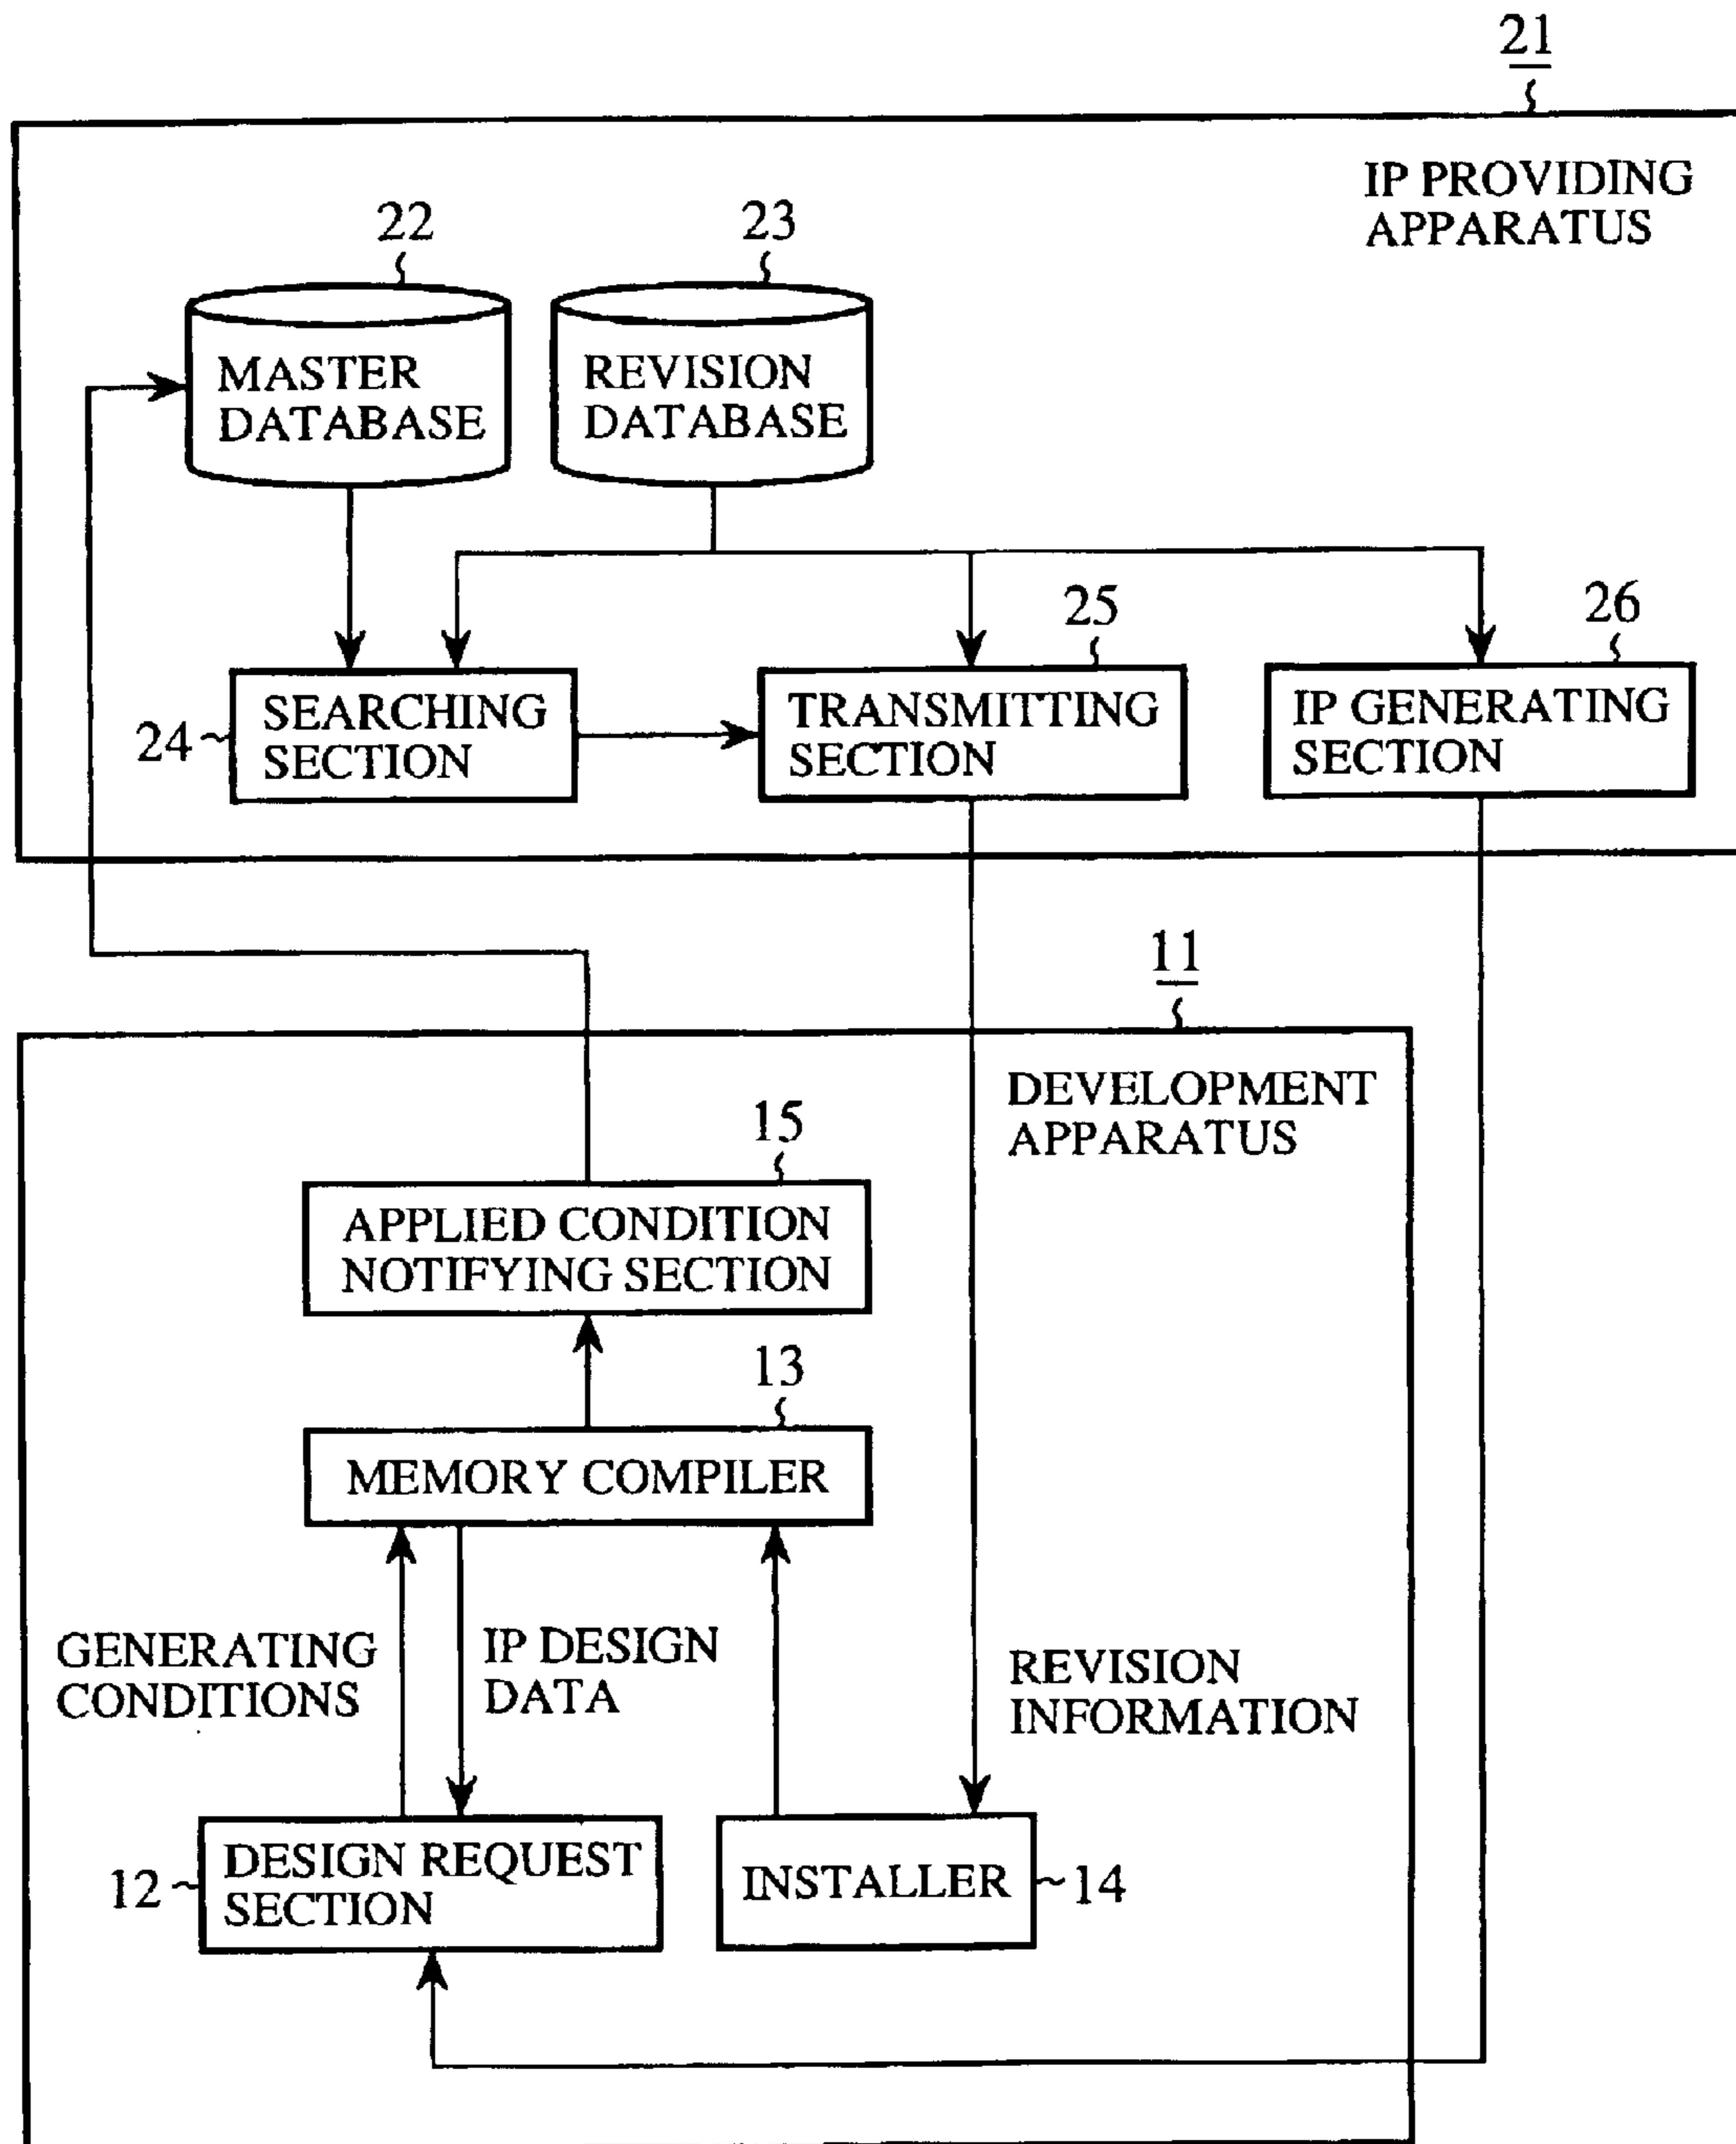 21
IP PROVIDING
APPARATUS
22
23
MASTER
DATABASE
REVISION
DATABASE
25
26
24
SEARCHING
SECTION
TRANSMITTING
SECTION
IP GENERATING
SECTION
11
DEVELOPMENT
APPARATUS
15
APPLIED CONDITION
NOTIFYING SECTION
13
MEMORY COMPILER
GENERATING
CONDITIONS
IP DESIGN
DATA
REVISION
INFORMATION
12
DESIGN REQUEST
SECTION
INSTALLER
14